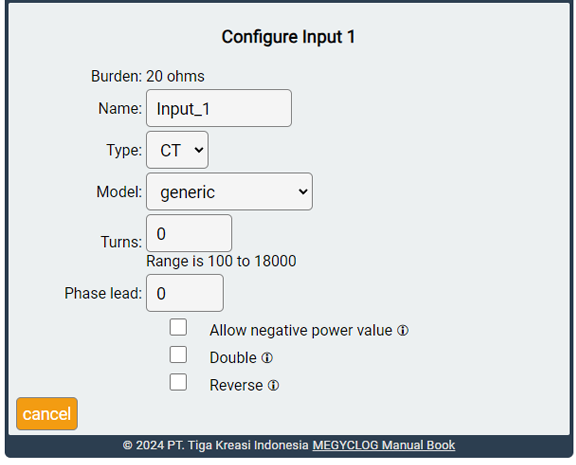 Configure Input 1
Burden: 20 ohms
Name: Input_1
Type: CT
Model: generic
Turns: 0
Range is 100 to 18000
Phase lead: 0
Allow negative power value ⓘ
Double ⓘ
Reverse ⓘ
cancel
© 2024 PT. Tiga Kreasi Indonesia MEGYCLOG Manual Book